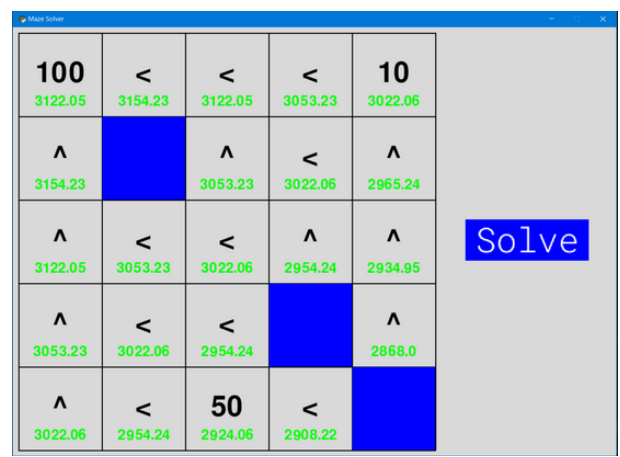 Maze Solver
100 < < < 10
3122.05 3154.23 3122.05 3053.23 3022.06
^ ^ < ^
3154.23 3053.23 3022.06 2965.24
^ < < ^ ^
3122.05 3053.23 3022.06 2954.24 2934.95
Solve
^ < < ^
3053.23 3022.06 2954.24 2868.0
^ < 50 <
3022.06 2954.24 2924.06 2908.22